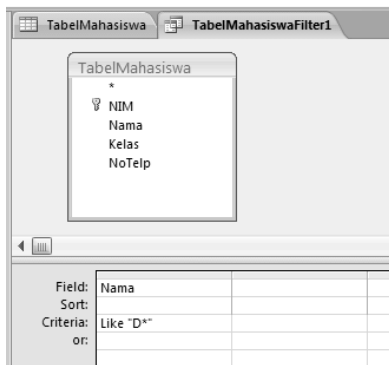 TabelMahasiswa TabelMahasiswaFilter1
TabelMahasiswa
*
NIM
Nama
Kelas
NoTelp
Field: Nama
Sort:
Criteria: Like "D*"
or: